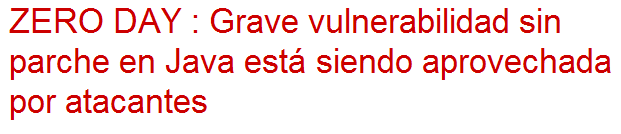 ZERO DAY : Grave vulnerabilidad sin
parche en Java está siendo aprovechada
por atacantes